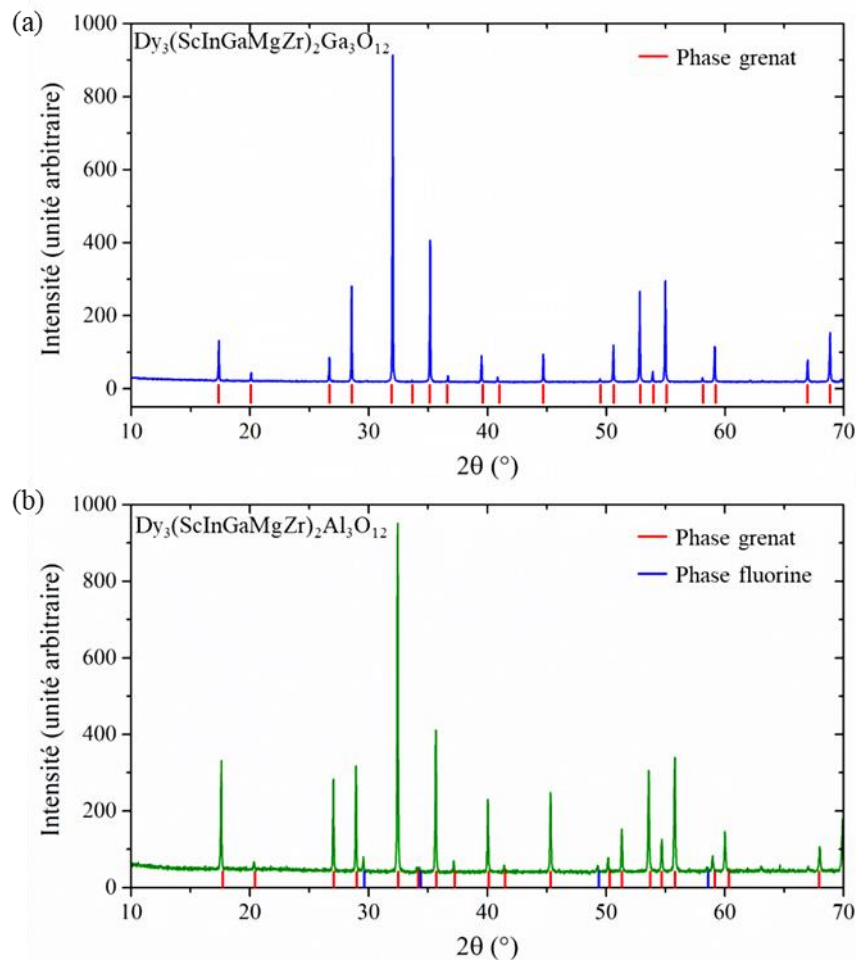 (a)
Dy₃(ScInGaMgZr)₂Ga₃O₁₂
Phase grenat
Intensité (unité arbitraire)
1000
800
600
400
200
0
10 20 30 40 50 60 70
2θ (°)
(b)
Dy₃(ScInGaMgZr)₂Al₃O₁₂
Phase grenat
Phase fluorine
Intensité (unité arbitraire)
1000
800
600
400
200
0
10 20 30 40 50 60 70
2θ (°)